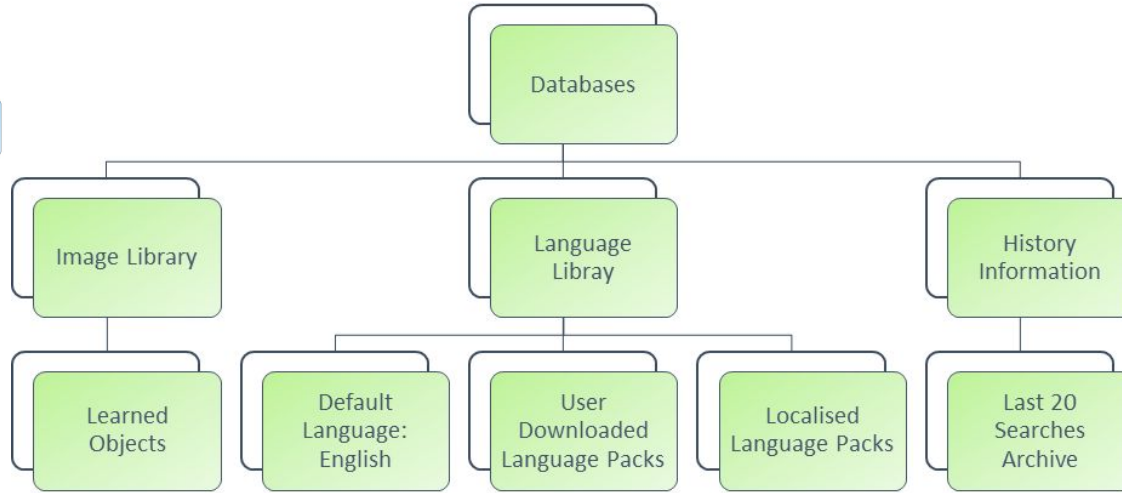 Databases
Image Library
Language
Libray
History
Information
Learned
Objects
Default
Language:
English
User
Downloaded
Language Packs
Localised
Language Packs
Last 20
Searches
Archive